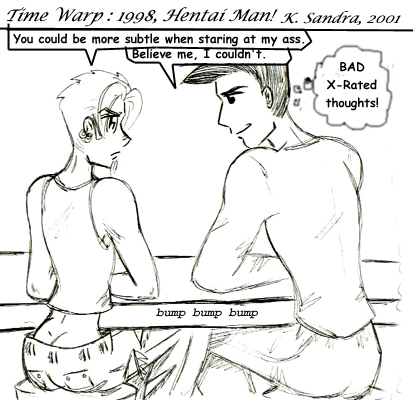 Time Warp : 1998, Hentai Man! K. Sandra, 2001
You could be more subtle when staring at my ass.
Believe me, I couldn't.
BAD
X-Rated
thoughts!
bump bump bump